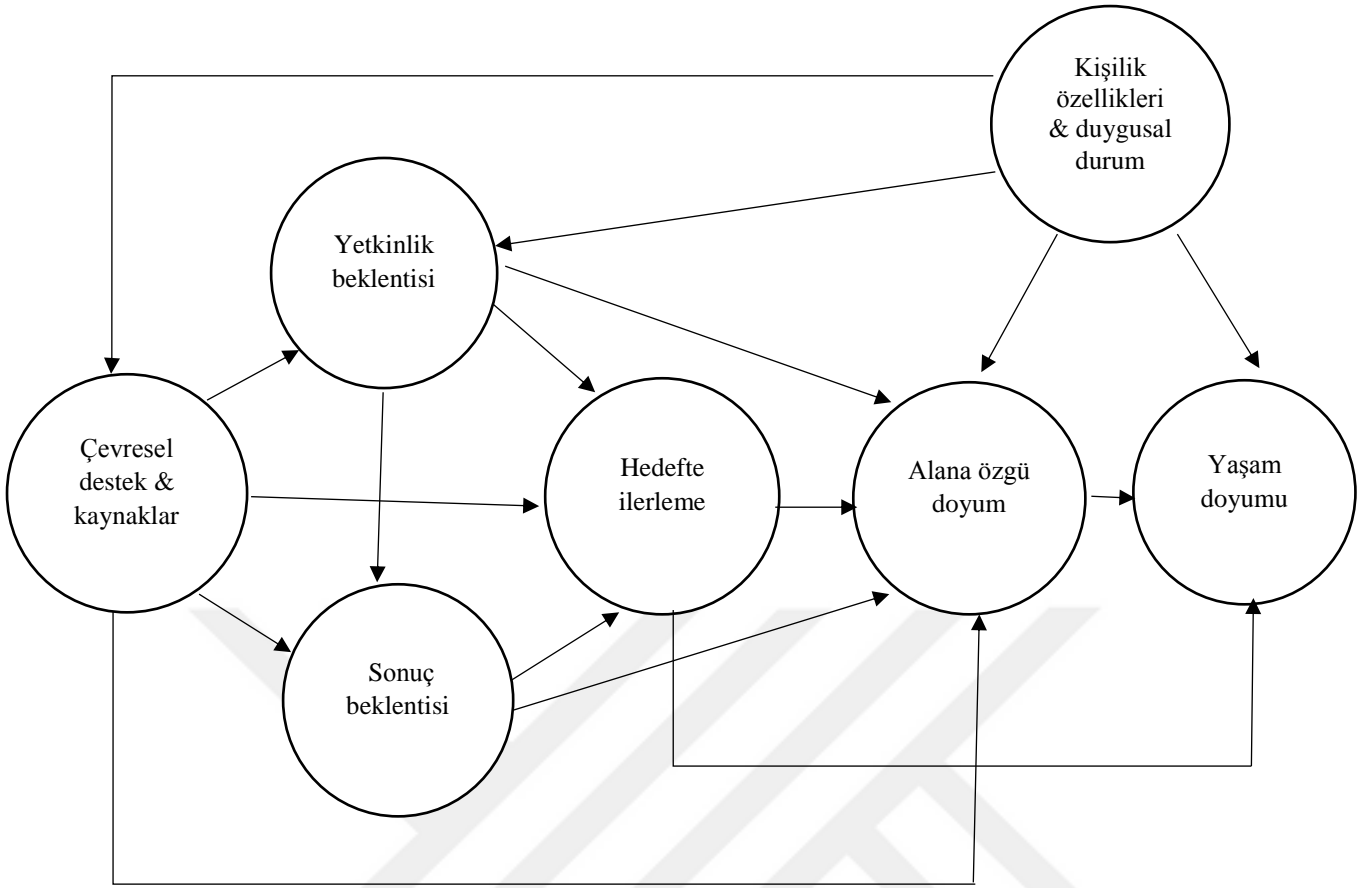 Kişilik
özellikleri
& duygusal
durum
Yetkinlik
beklentisi
Çevresel
destek &
kaynaklar
Hedefte
ilerleme
Alana özgü
doyum
Yaşam
doyumu
Sonuç
beklentisi